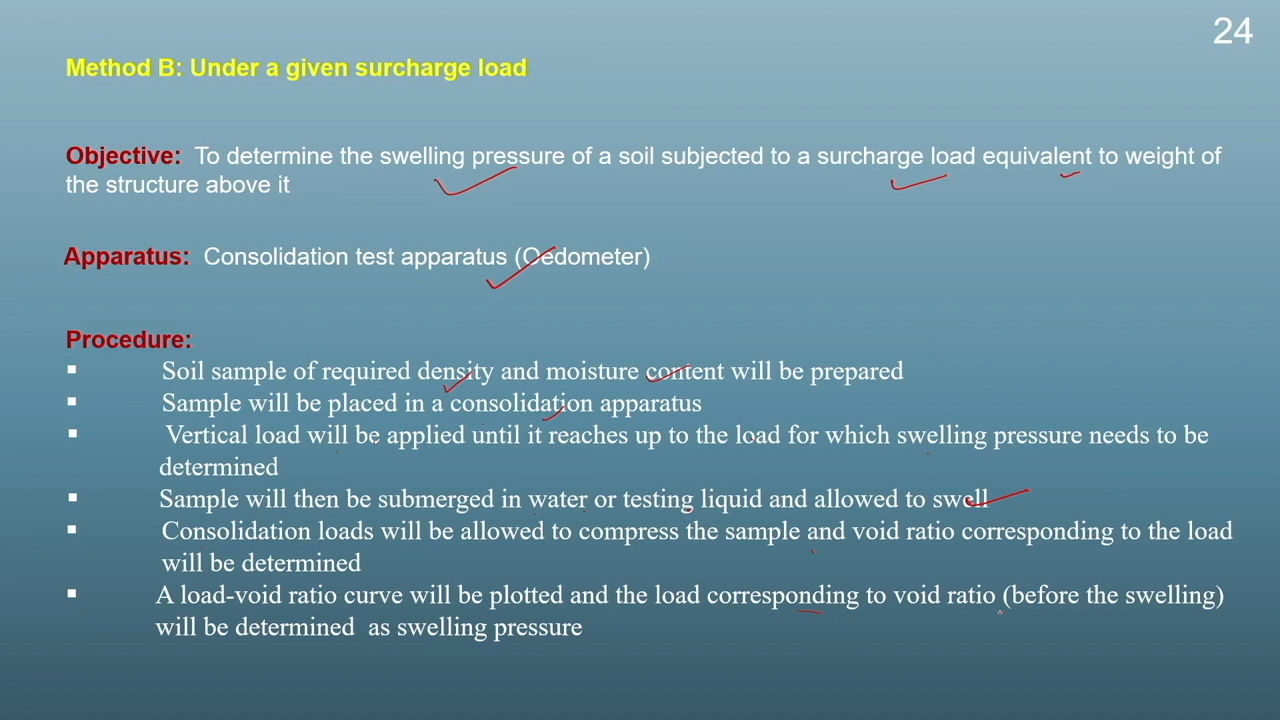 24
Method B: Under a given surcharge load
Objective: To determine the swelling pressure of a soil subjected to a surcharge load equivalent to weight of
the structure above it
Apparatus: Consolidation test apparatus (Oedometer)
Procedure:
▪ Soil sample of required density and moisture content will be prepared
▪ Sample will be placed in a consolidation apparatus
▪ Vertical load will be applied until it reaches up to the load for which swelling pressure needs to be
determined
▪ Sample will then be submerged in water or testing liquid and allowed to swell
▪ Consolidation loads will be allowed to compress the sample and void ratio corresponding to the load
will be determined
▪ A load-void ratio curve will be plotted and the load corresponding to void ratio (before the swelling)
will be determined as swelling pressure